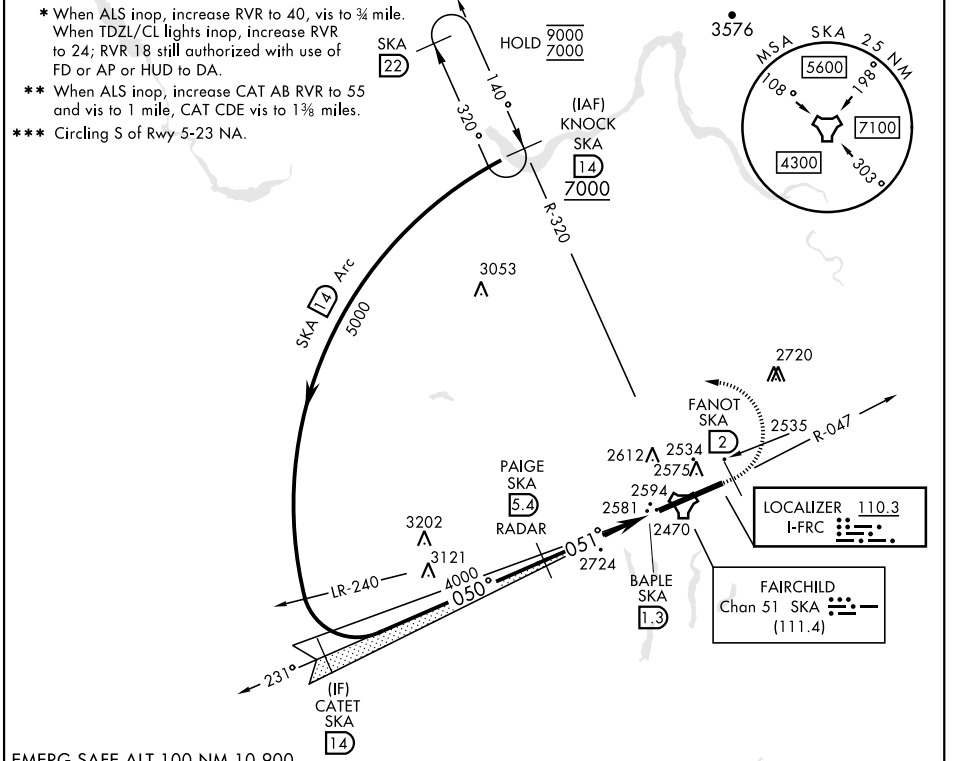 * When ALS inop, increase RVR to 40, vis to ¾ mile.
When TDZL/CL lights inop, increase RVR
to 24; RVR 18 still authorized with use of
FD or AP or HUD to DA.
** When ALS inop, increase CAT AB RVR to 55
and vis to 1 mile, CAT CDE vis to 1⅜ miles.
*** Circling S of Rwy 5-23 NA.
SKA
22
HOLD 9000
7000
140°
320°
(IAF)
KNOCK
SKA
14
7000
R-320
3576
MSA SKA 25 NM
5600
108°
198°
7100
4300
303°
SKA 14 Arc
5000
3053
2720
FANOT
SKA
2
2535
R-047
2612
2534
2575
PAIGE
SKA
5.4
RADAR
2594
2581
2470
LOCALIZER 110.3
I-FRC
3202
3121
051°
2724
LR-240
4000
050°
BAPLE
SKA
1.3
FAIRCHILD
Chan 51 SKA
(111.4)
231°
(IF)
CATET
SKA
14
EMERG SAFE ALT 100 NM 10,900